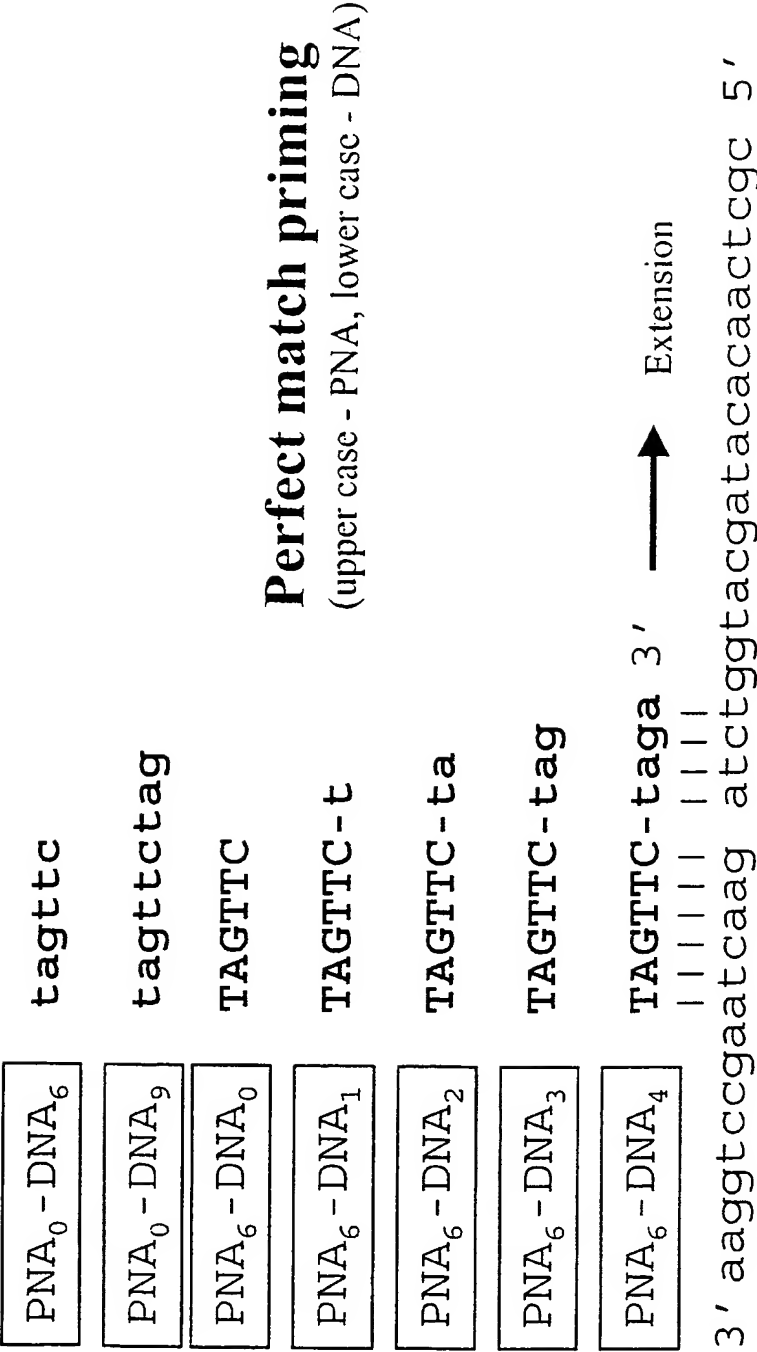 PNA₀-DNA₆ tagttc
PNA₀-DNA₉ tagttctag
PNA₆-DNA₀ TAGTTC
PNA₆-DNA₁ TAGTTC-t
PNA₆-DNA₂ TAGTTC-ta
PNA₆-DNA₃ TAGTTC-tag
PNA₆-DNA₄ TAGTTC-taga 3′
Perfect match priming
(upper case - PNA, lower case - DNA)
Extension
3′ aaggtccgaatcaag atctggtacgatacacaactcgc 5′